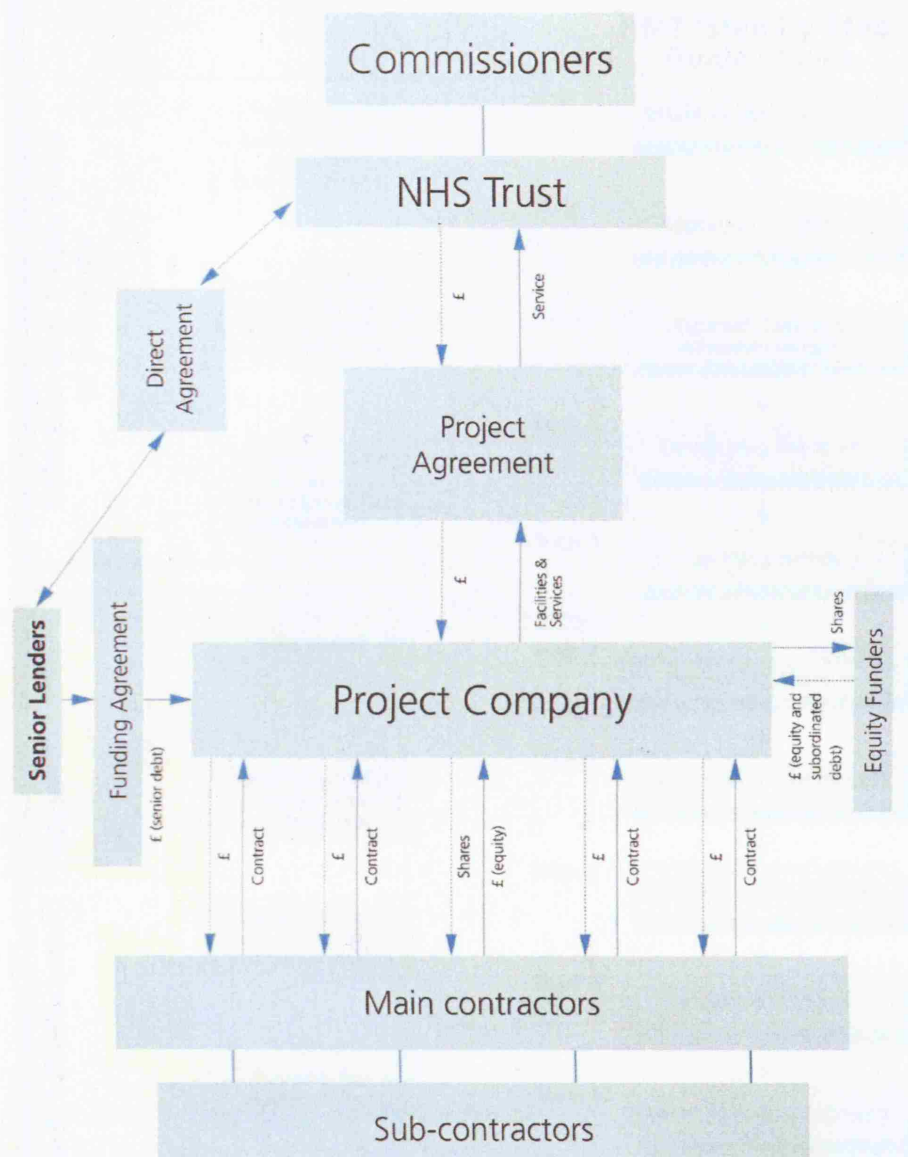 Commissioners
NHS Trust
£
Service
Direct
Agreement
Project
Agreement
£
Facilities &
Services
Senior Lenders
Funding Agreement
£ (senior debt)
Project Company
Shares
£ (equity and
subordinated
debt)
Equity Funders
£
Contract
£
Contract
Shares
£ (equity)
£
Contract
£
Contract
Main contractors
Sub-contractors